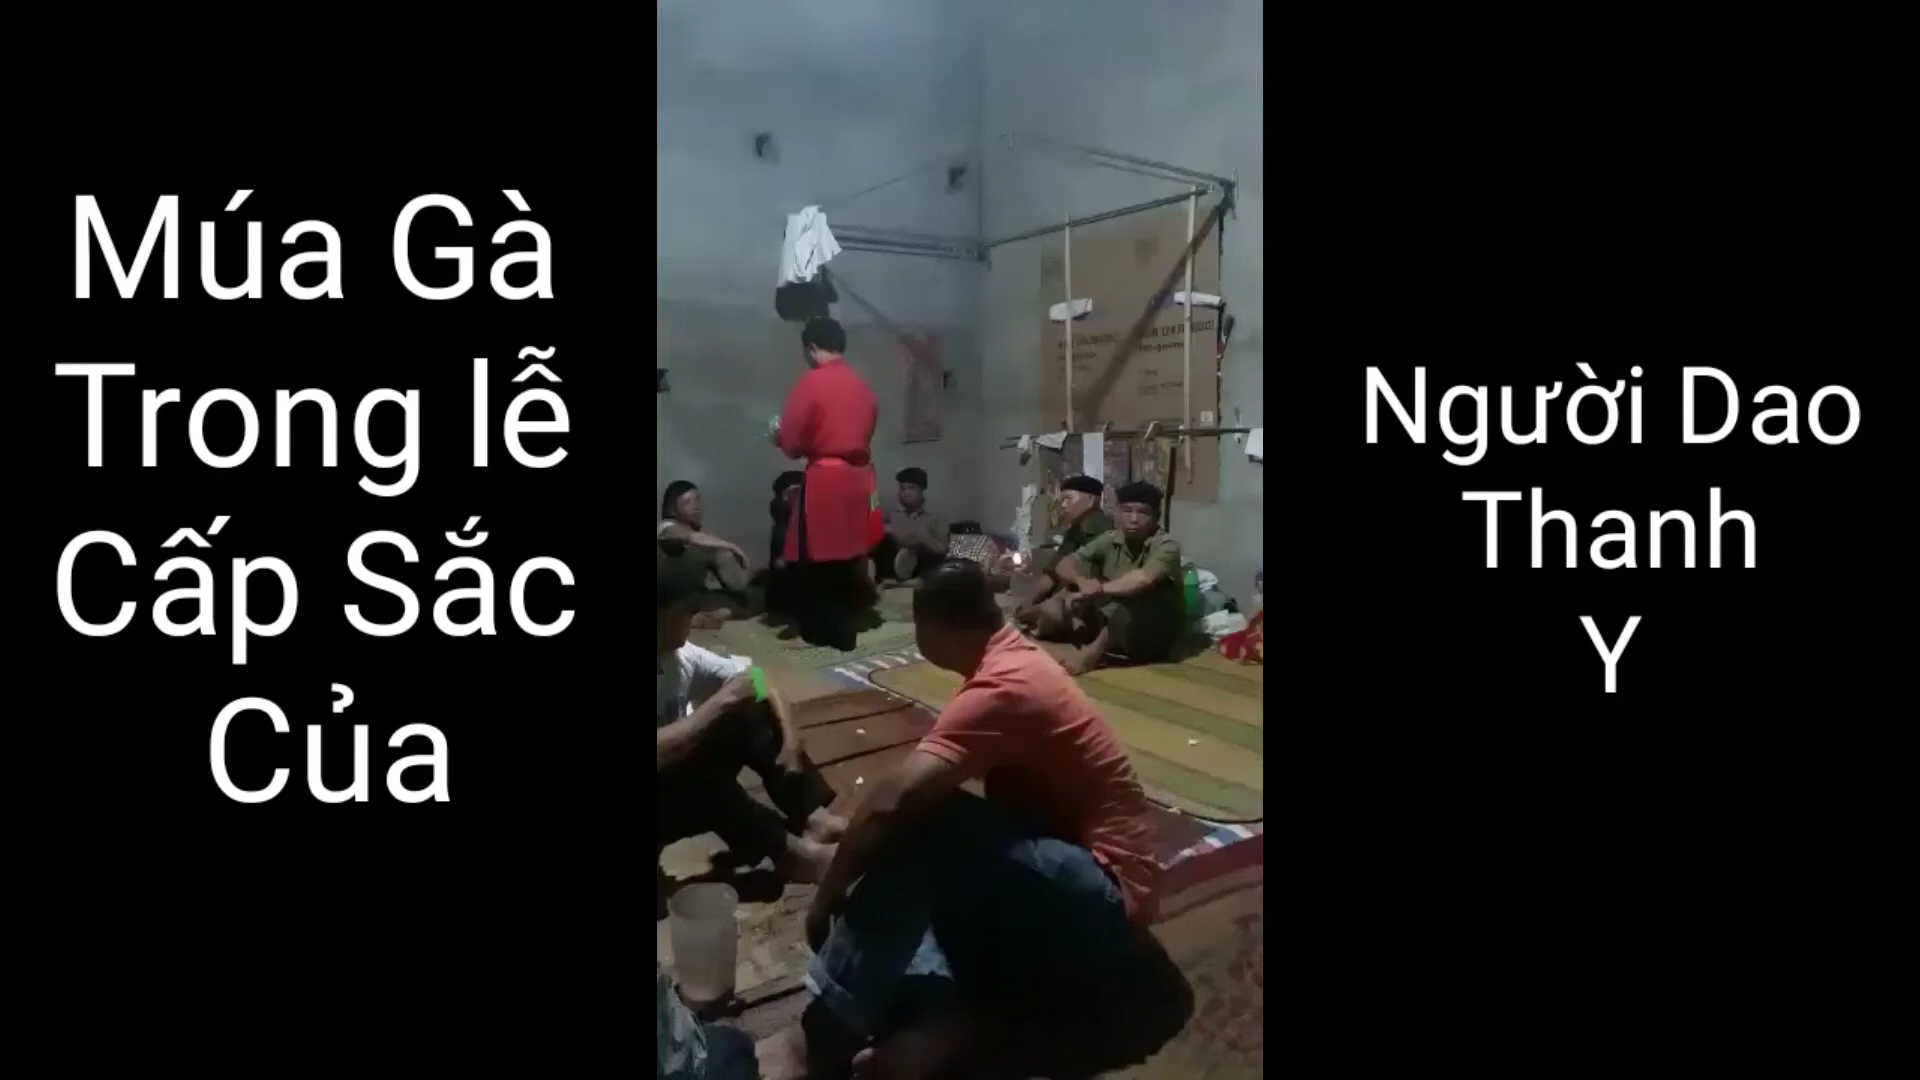 Múa Gà
Trong lễ
Cấp Sắc
Của
Người Dao
Thanh
Y